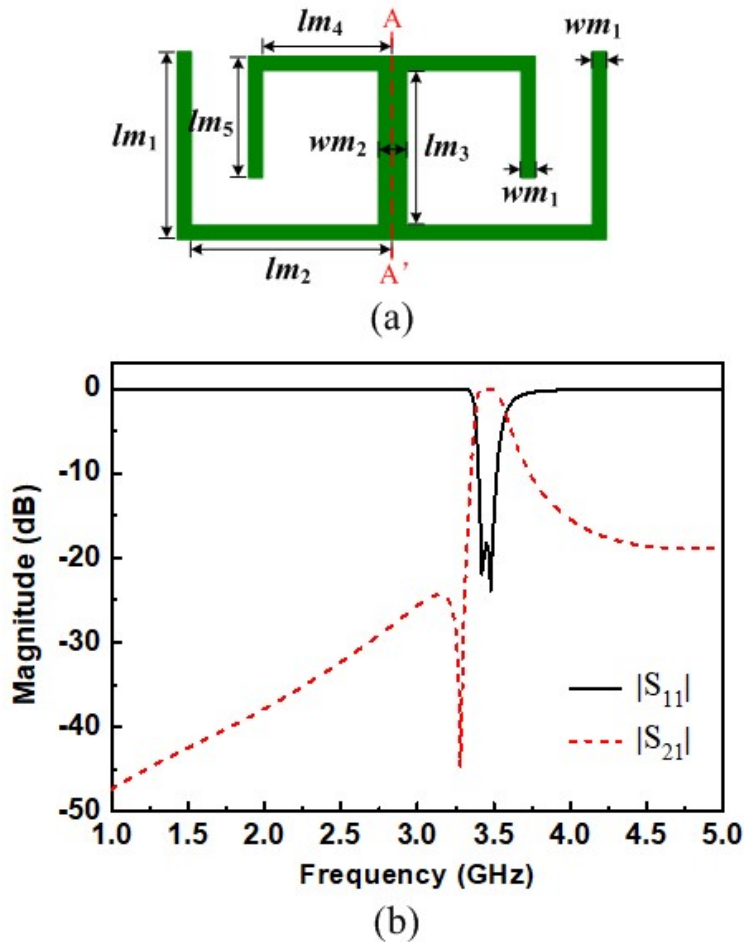 A
lm4
wm1
lm1
lm5
wm2
lm3
wm1
lm2
A'
(a)
0
-10
-20
-30
-40
-50
Magnitude (dB)
|S11|
|S21|
1.0 1.5 2.0 2.5 3.0 3.5 4.0 4.5 5.0
Frequency (GHz)
(b)